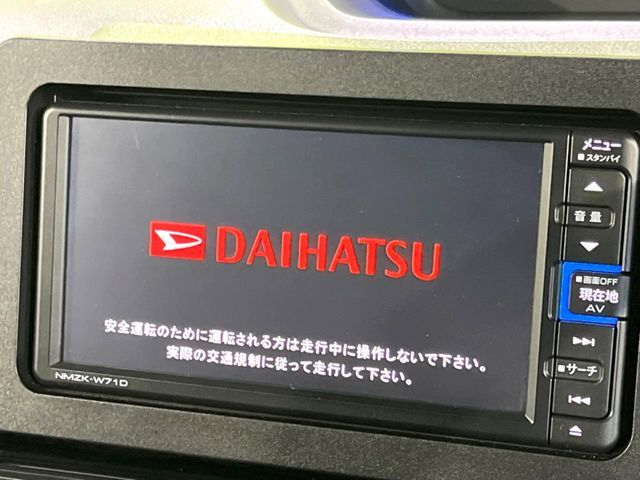 メニュー
■スタンバイ
音量
DAIHATSU
■画面OFF
現在地
AV
安全運転のために運転される方は走行中に操作しないで下さい。
実際の交通規制に従って走行して下さい。
■サーチ
NMZK-W71D